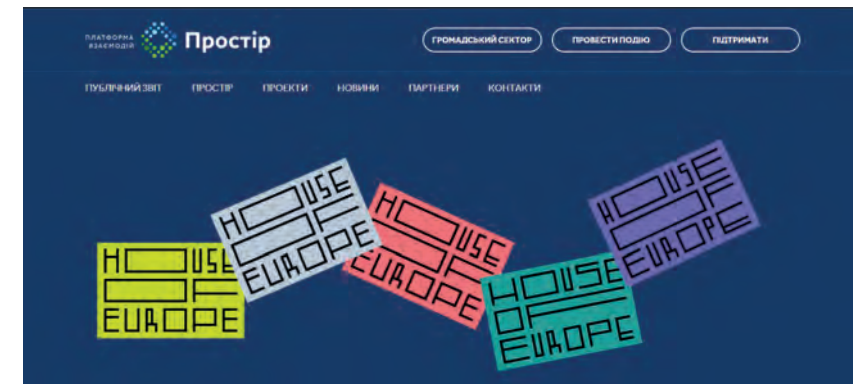 ПЛАТФОРМА
ВЗАЄМОДІЇ
Простір
ГРОМАДСЬКИЙ СЕКТОР
ПРОВЕСТИ ПОДІЮ
ПІДТРИМАТИ
ПУБЛІЧНИЙ ЗВІТ ПРОСТІР ПРОЕКТИ НОВИНИ ПАРТНЕРИ КОНТАКТИ
HOUSE
OF
EUROPE
HOUSE
OF
EUROPE
HOUSE
OF
EUROPE
HOUSE
OF
EUROPE
HOUSE
OF
EUROPE